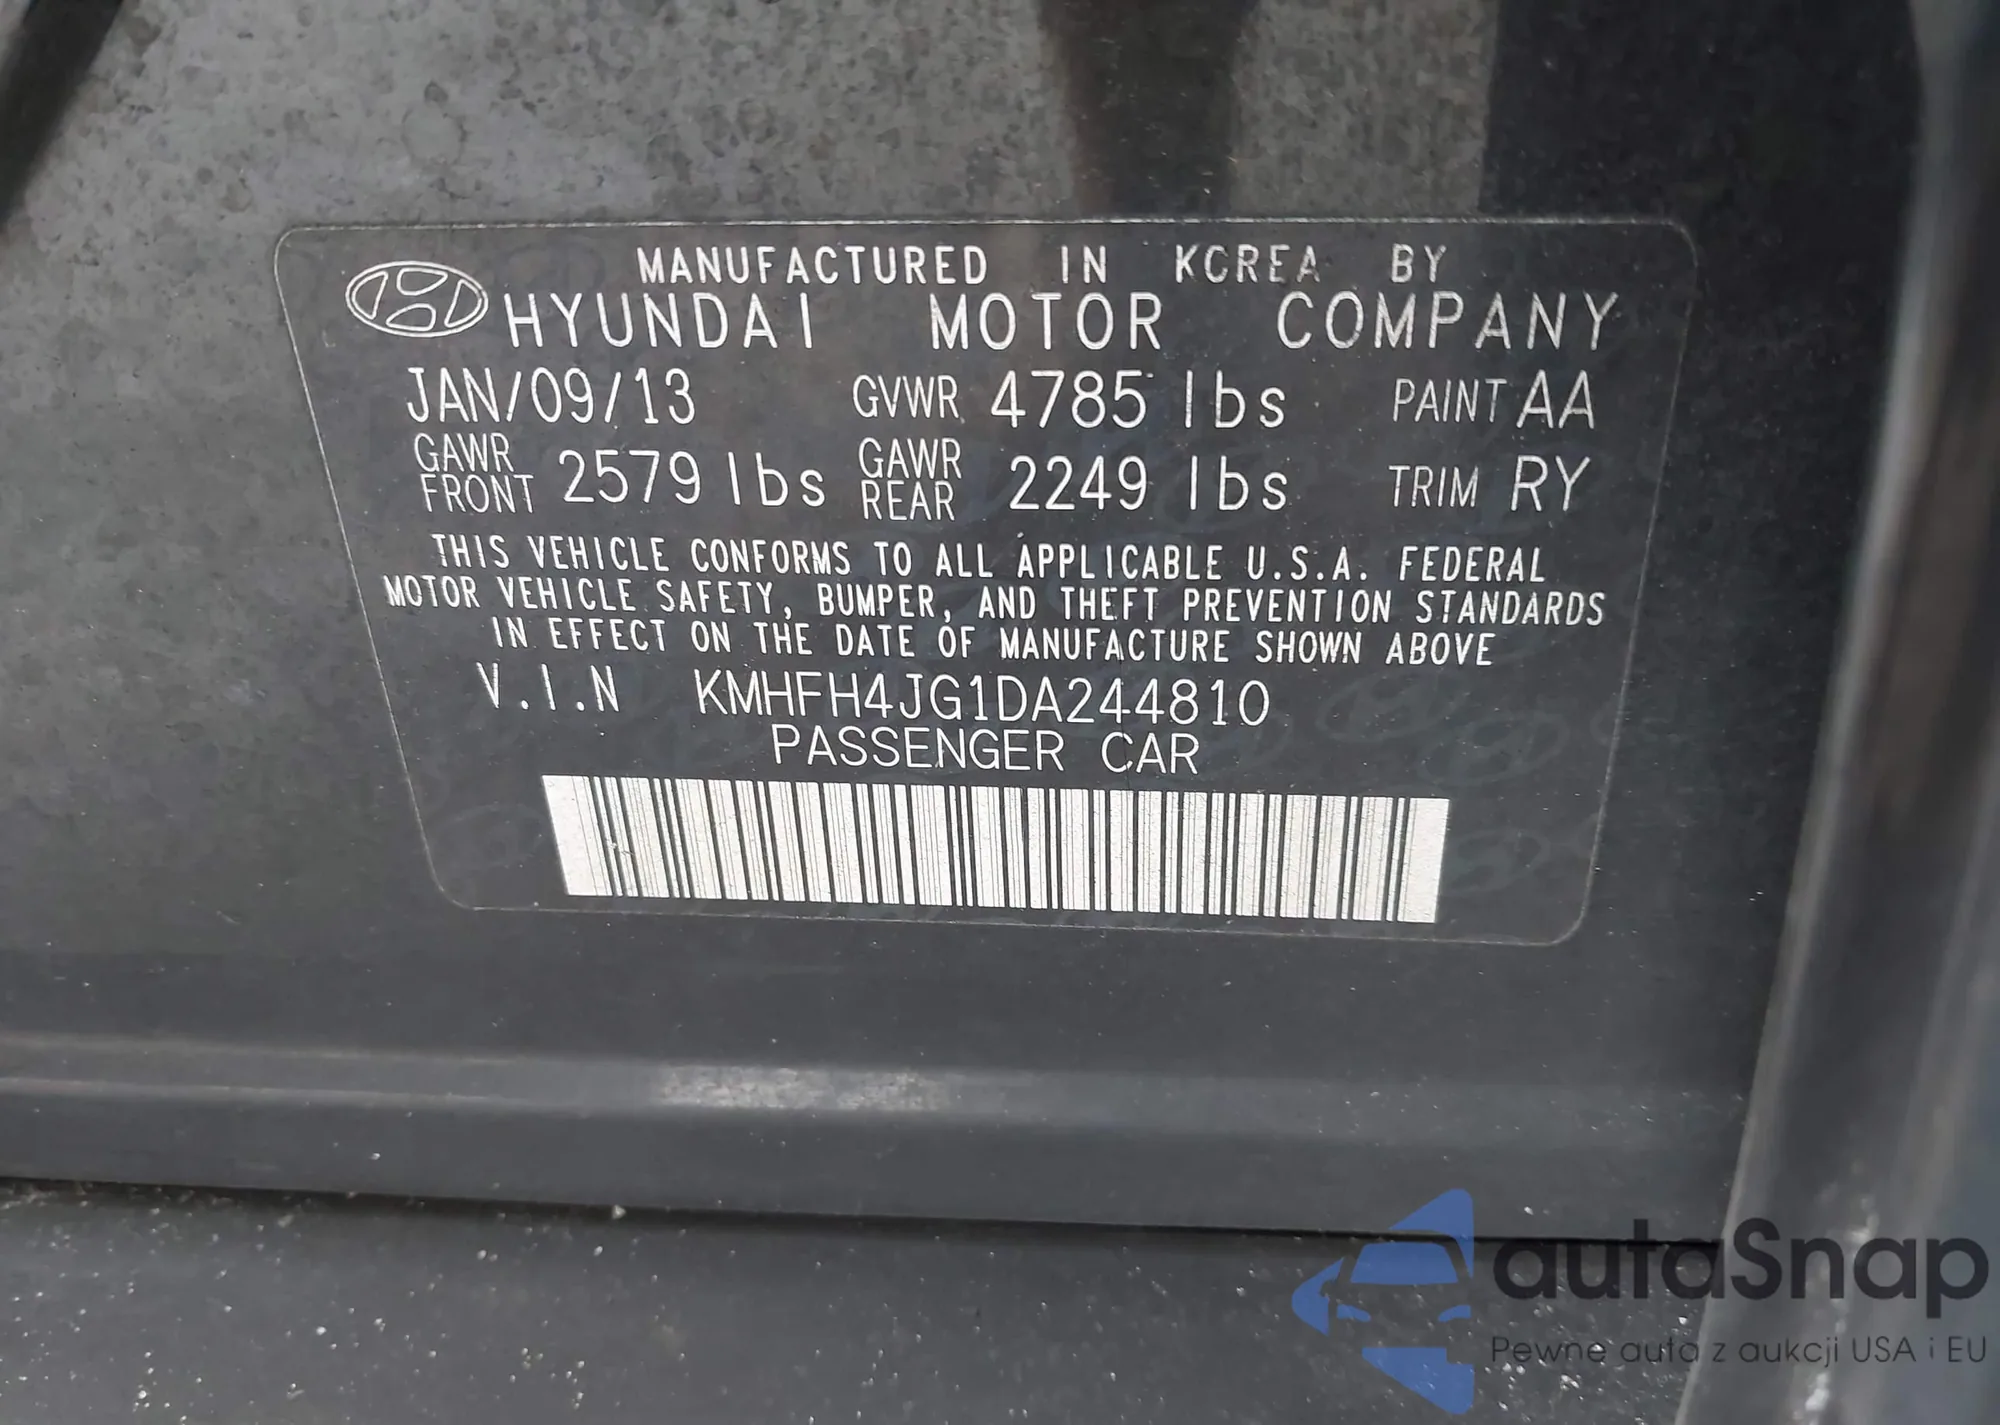 MANUFACTURED IN KOREA BY
HYUNDAI MOTOR COMPANY
JAN/09/13 GVWR 4785 lbs PAINT AA
GAWR FRONT 2579 lbs GAWR REAR 2249 lbs TRIM RY
THIS VEHICLE CONFORMS TO ALL APPLICABLE U.S.A. FEDERAL
MOTOR VEHICLE SAFETY, BUMPER, AND THEFT PREVENTION STANDARDS
IN EFFECT ON THE DATE OF MANUFACTURE SHOWN ABOVE
V.I.N KMHFH4JG1DA244810
PASSENGER CAR
autaSnap
Pewne auta z aukcji USA i EU